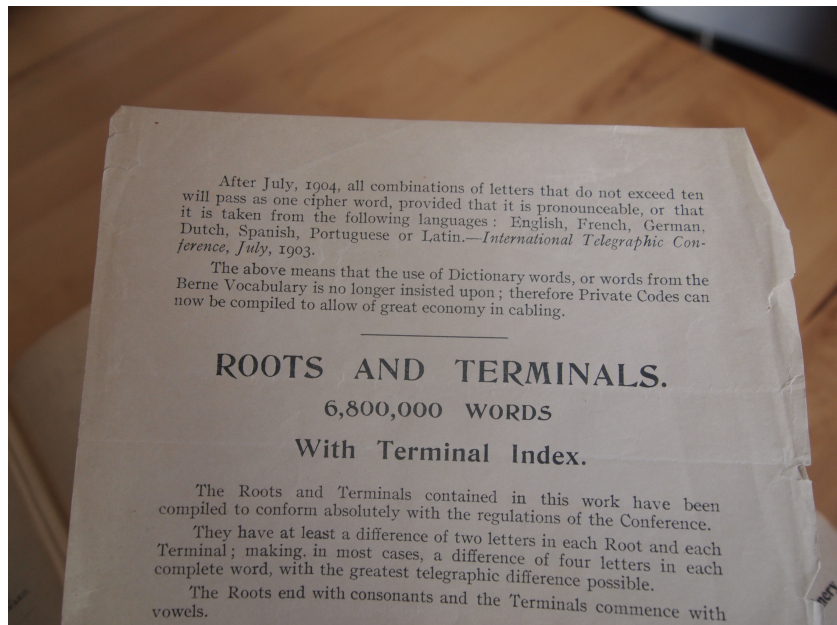 After July, 1904, all combinations of letters that do not exceed ten
will pass as one cipher word, provided that it is pronounceable, or that
it is taken from the following languages: English, French, German,
Dutch, Spanish, Portuguese or Latin.—International Telegraphic Con-
ference, July, 1903.
The above means that the use of Dictionary words, or words from the
Berne Vocabulary is no longer insisted upon; therefore Private Codes can
now be compiled to allow of great economy in cabling.
ROOTS AND TERMINALS.
6,800,000 WORDS
With Terminal Index.
The Roots and Terminals contained in this work have been
compiled to conform absolutely with the regulations of the Conference.
They have at least a difference of two letters in each Root and each
Terminal; making, in most cases, a difference of four letters in each
complete word, with the greatest telegraphic difference possible.
The Roots end with consonants and the Terminals commence with
vowels.